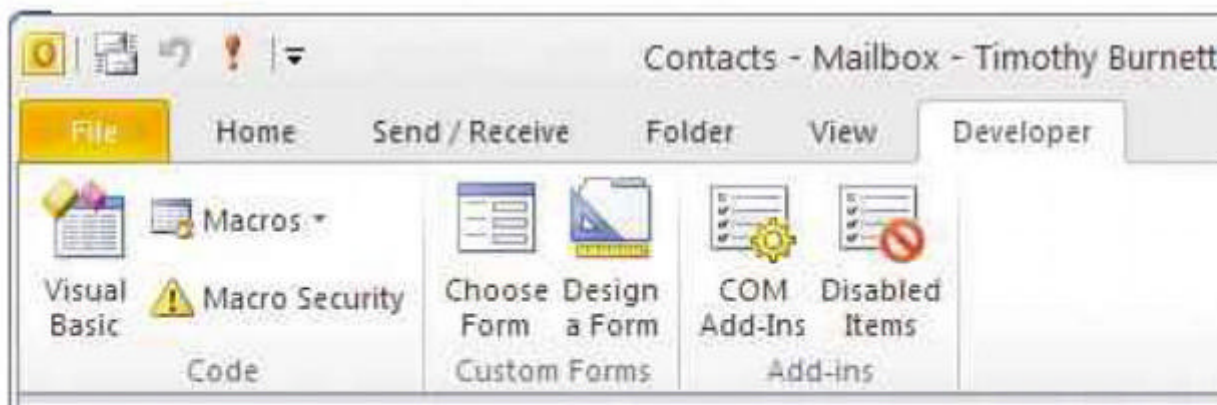 Contacts - Mailbox - Timothy Burnett
File Home Send / Receive Folder View Developer
Visual Basic
Macros
Macro Security
Code
Choose Form
Design a Form
Custom Forms
COM Add-Ins
Disabled Items
Add-ins